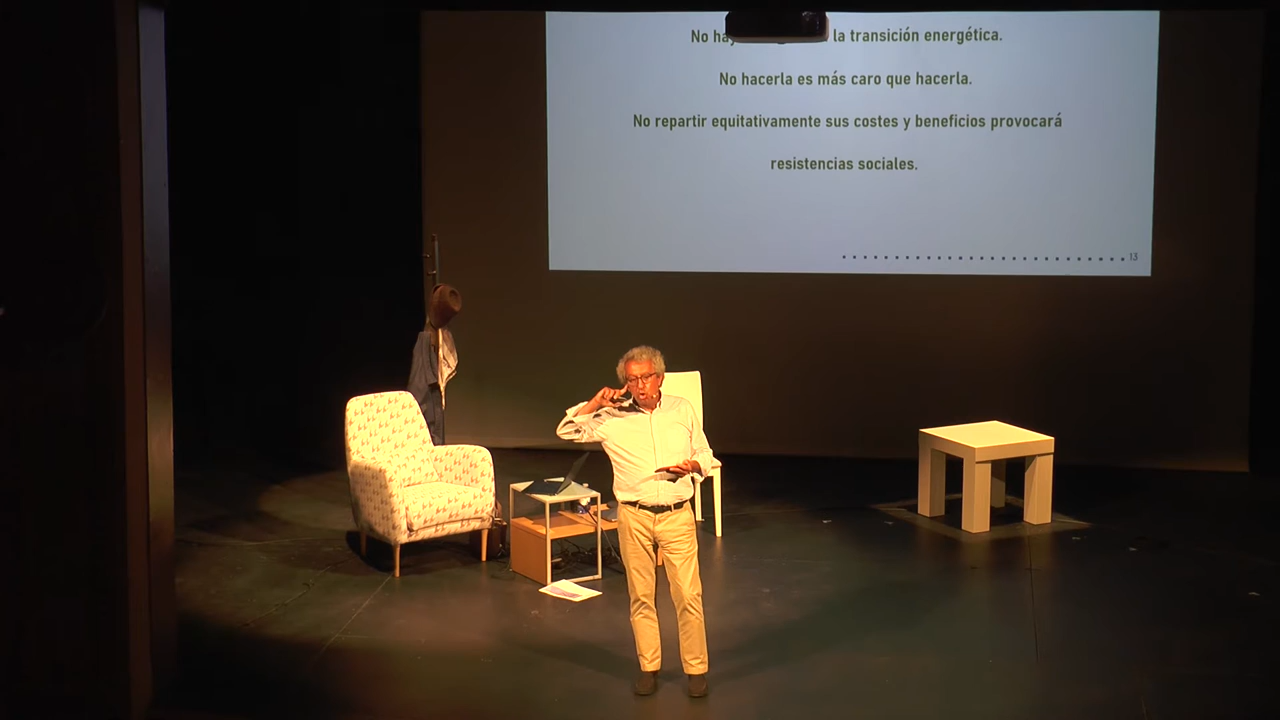 No hay la transición energética.
No hacerla es más caro que hacerla.
No repartir equitativamente sus costes y beneficios provocará
resistencias sociales.
13